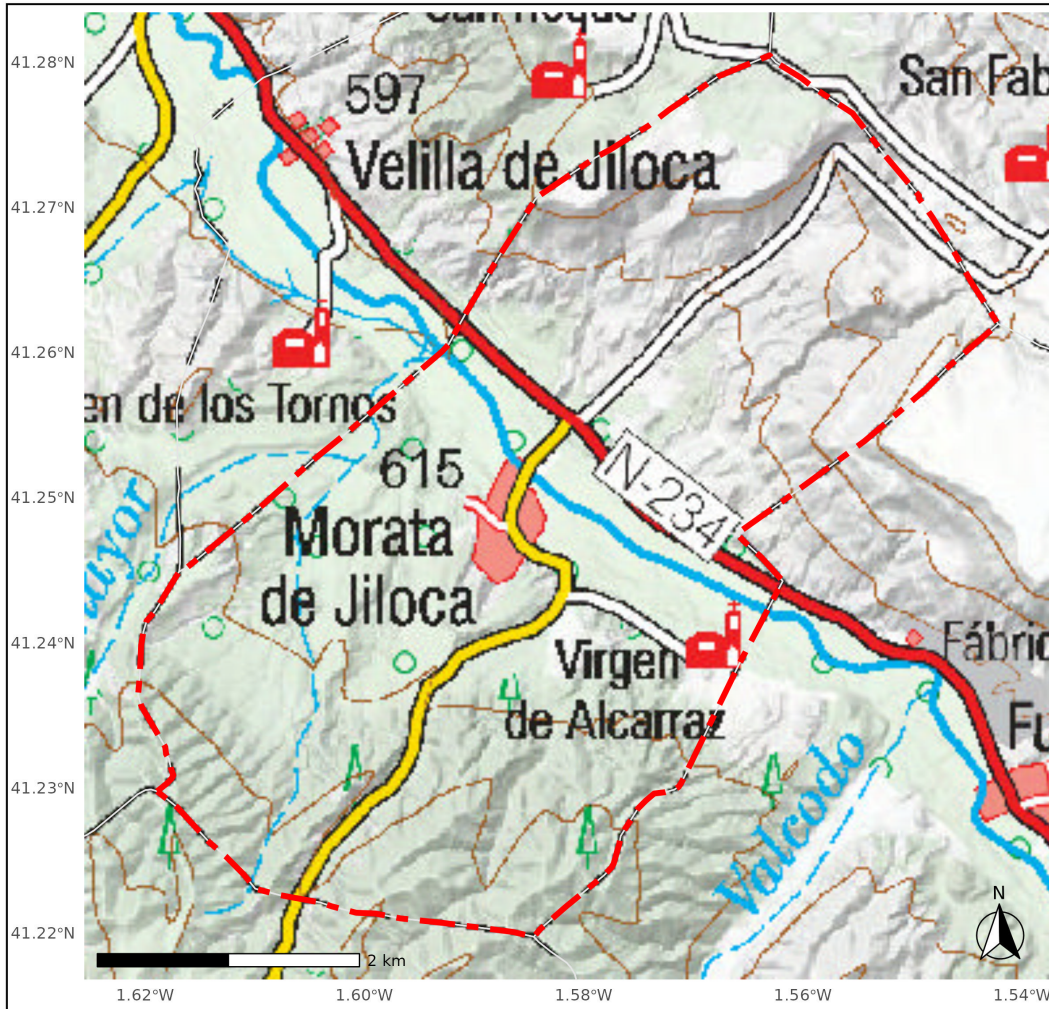 41.28°N
41.27°N
41.26°N
41.25°N
41.24°N
41.23°N
41.22°N
San Roque
San Fab
597
Velilla de Jiloca
en de los Tornos
615
Morata
de Jiloca
ayor
N-234
Virgen
de Alcarraz
Fábric
Fu
Valcodo
N
2 km
1.62°W
1.60°W
1.58°W
1.56°W
1.54°W